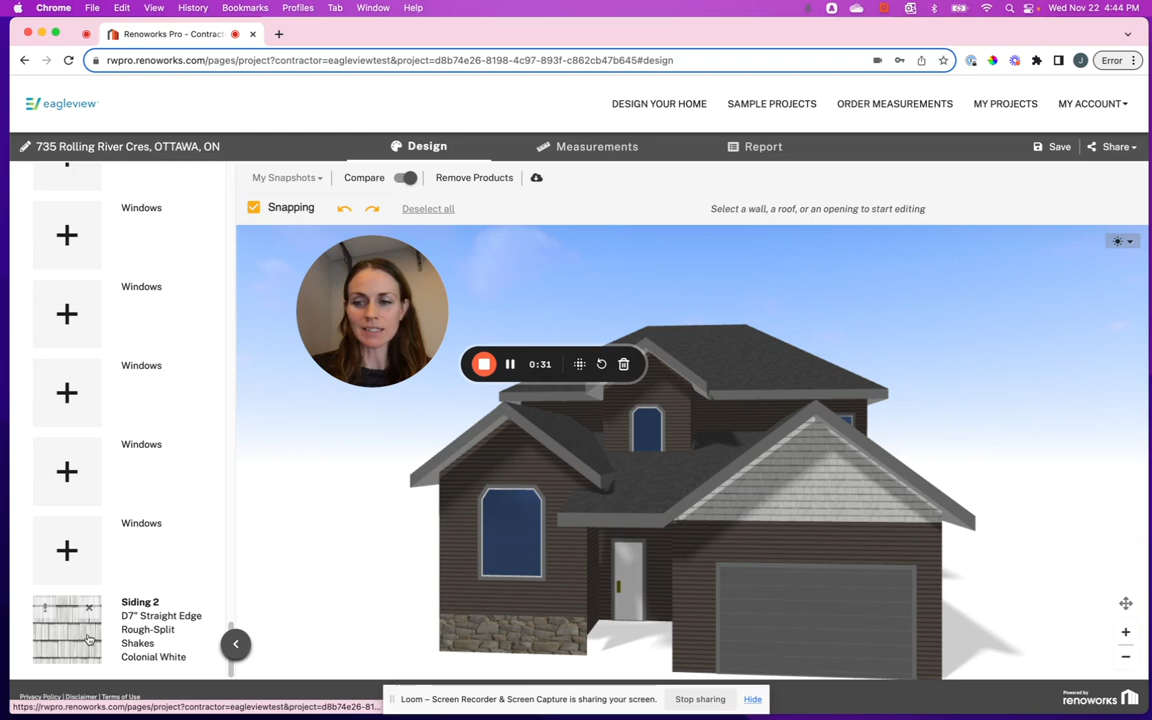 Chrome File Edit View History Bookmarks Profiles Tab Window Help
Wed Nov 22 4:44 PM
Renoworks Pro - Contrac
rwpro.renoworks.com/pages/project?contractor=eagleviewtest&project=d8b74e26-8198-4c97-893f-c862cb47b645#design
J
Error
eagleview
DESIGN YOUR HOME SAMPLE PROJECTS ORDER MEASUREMENTS MY PROJECTS MY ACCOUNT
735 Rolling River Cres, OTTAWA, ON
Design Measurements Report
Save Share
My Snapshots Compare Remove Products
Snapping Deselect all
Select a wall, a roof, or an opening to start editing
Windows
Windows
Windows
Windows
Windows
Siding 2
D7" Straight Edge
Rough-Split
Shakes
Colonial White
0:31
Privacy Policy | Disclaimer | Terms of Use
https://rwpro.renoworks.com/pages/project?contractor=eagleviewtest&project=d8b74e26-81...
Loom – Screen Recorder & Screen Capture is sharing your screen. Stop sharing Hide
Powered by
renoworks